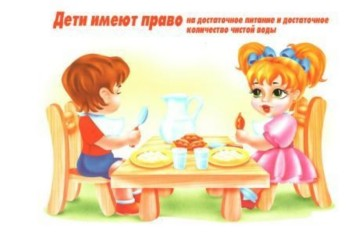 Дети имеют право на достаточное питание и достаточное
количество чистой воды